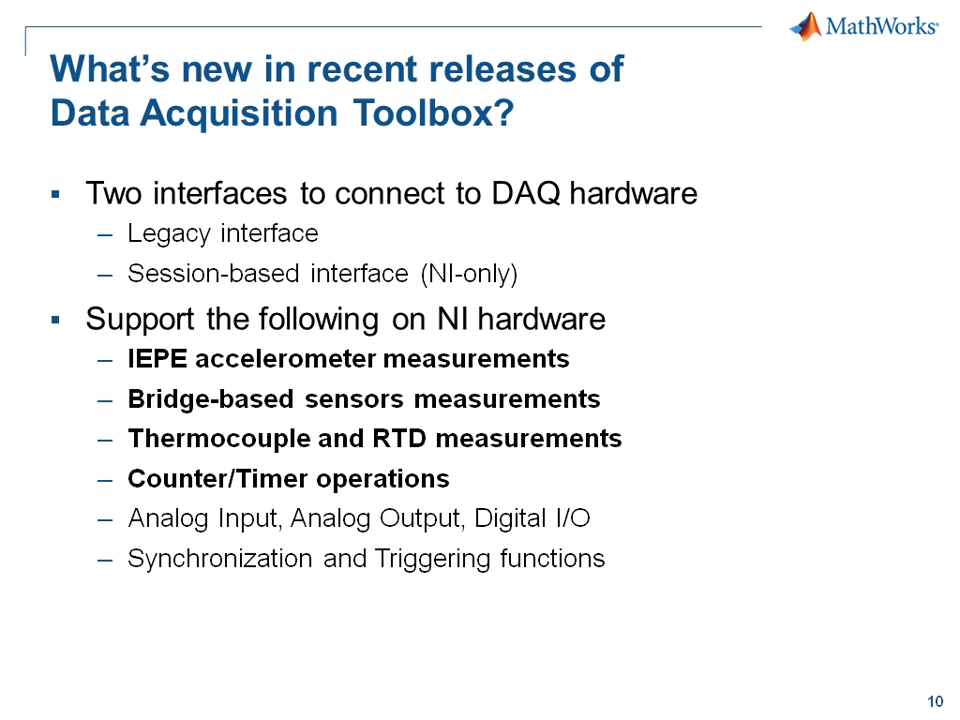 MathWorks®
What’s new in recent releases of
Data Acquisition Toolbox?
▪ Two interfaces to connect to DAQ hardware
– Legacy interface
– Session-based interface (NI-only)
▪ Support the following on NI hardware
– IEPE accelerometer measurements
– Bridge-based sensors measurements
– Thermocouple and RTD measurements
– Counter/Timer operations
– Analog Input, Analog Output, Digital I/O
– Synchronization and Triggering functions
10